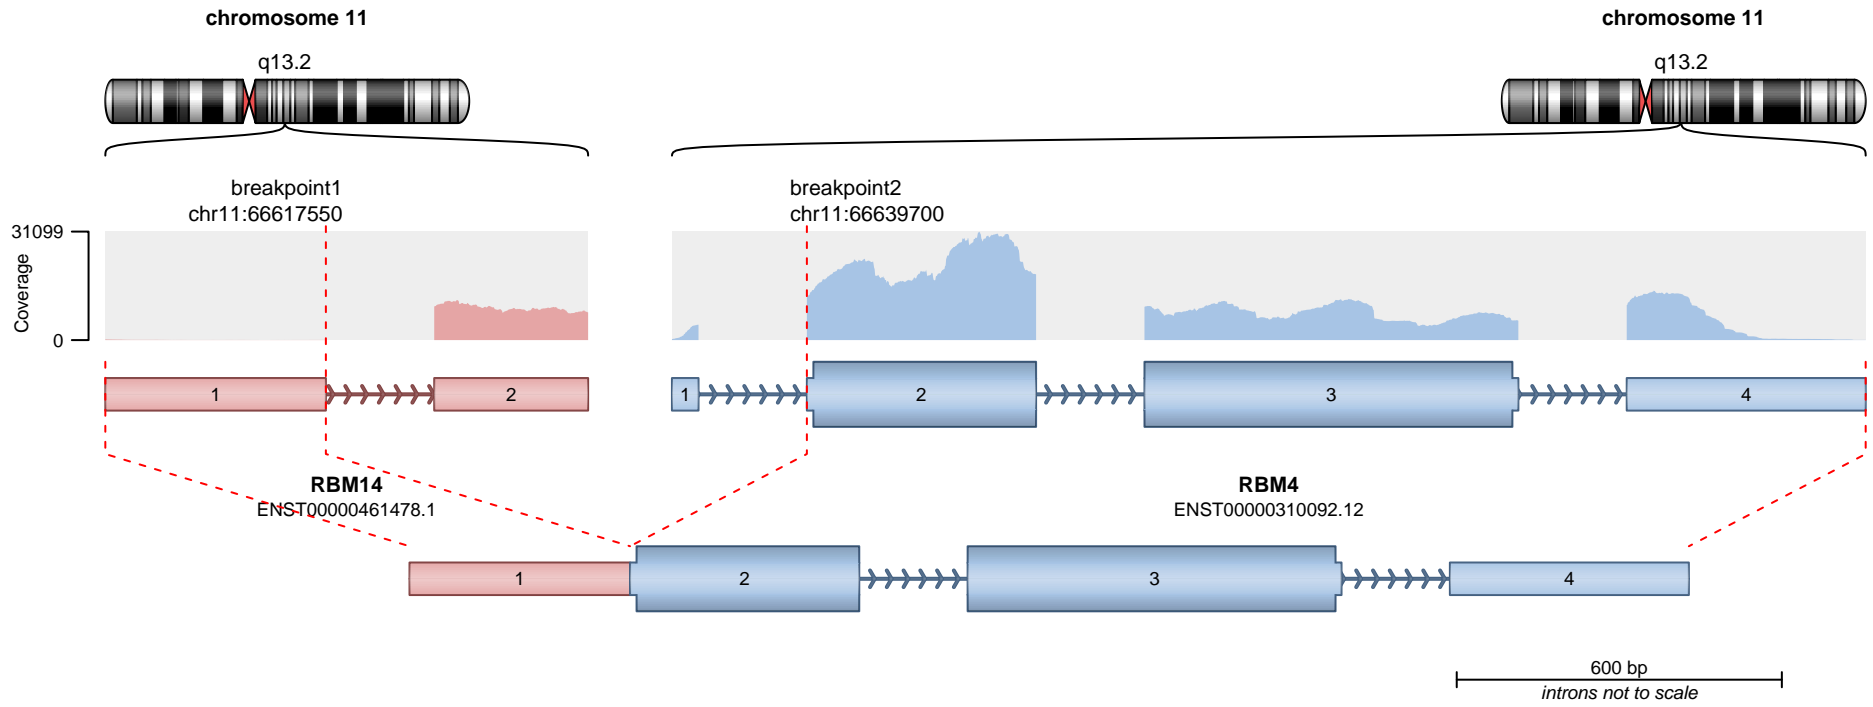 chromosome 11
chromosome 11
q13.2
q13.2
breakpoint1
chr11:66617550
breakpoint2
chr11:66639700
31099
Coverage
0
1
2
1
2
3
4
RBM14
ENST00000461478.1
RBM4
ENST00000310092.12
1
2
3
4
600 bp
introns not to scale